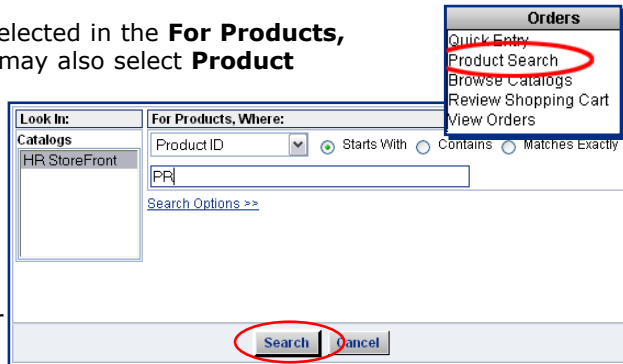 elected in the For Products,
may also select Product
Orders
Quick Entry
Product Search
Browse Catalogs
Review Shopping Cart
View Orders
Look In:
For Products, Where:
Catalogs
HR StoreFront
Product ID Starts With Contains Matches Exactly
PR
Search Options >>
Search Cancel